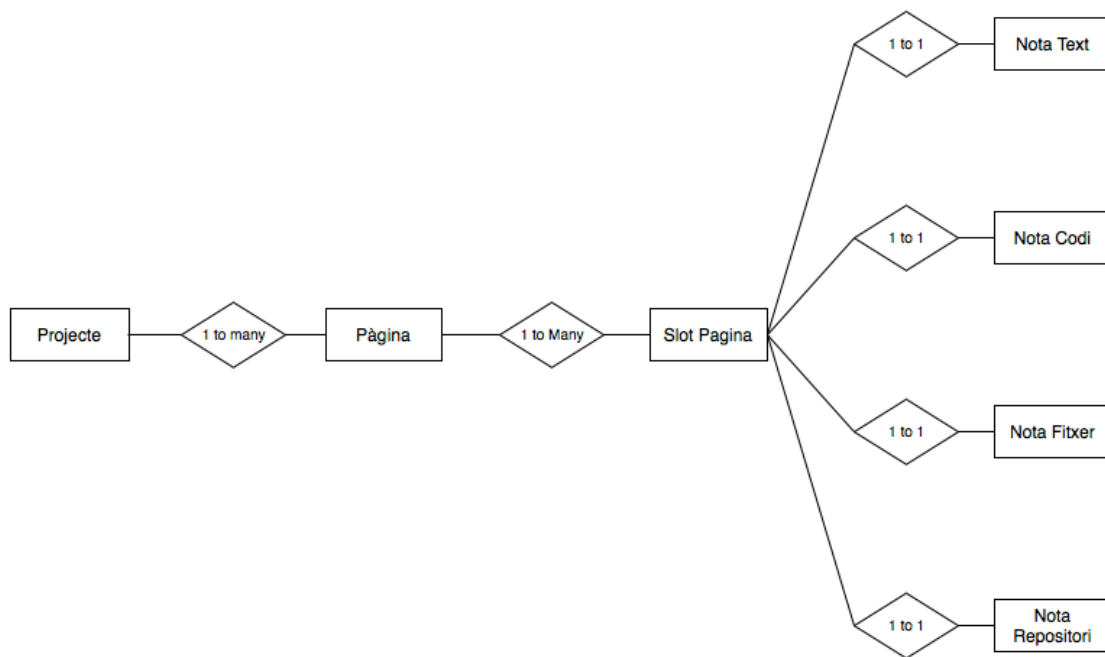 1 to 1
Nota Text
1 to 1
Nota Codi
Projecte
1 to many
Pàgina
1 to Many
Slot Pagina
1 to 1
Nota Fitxer
1 to 1
Nota
Repositori